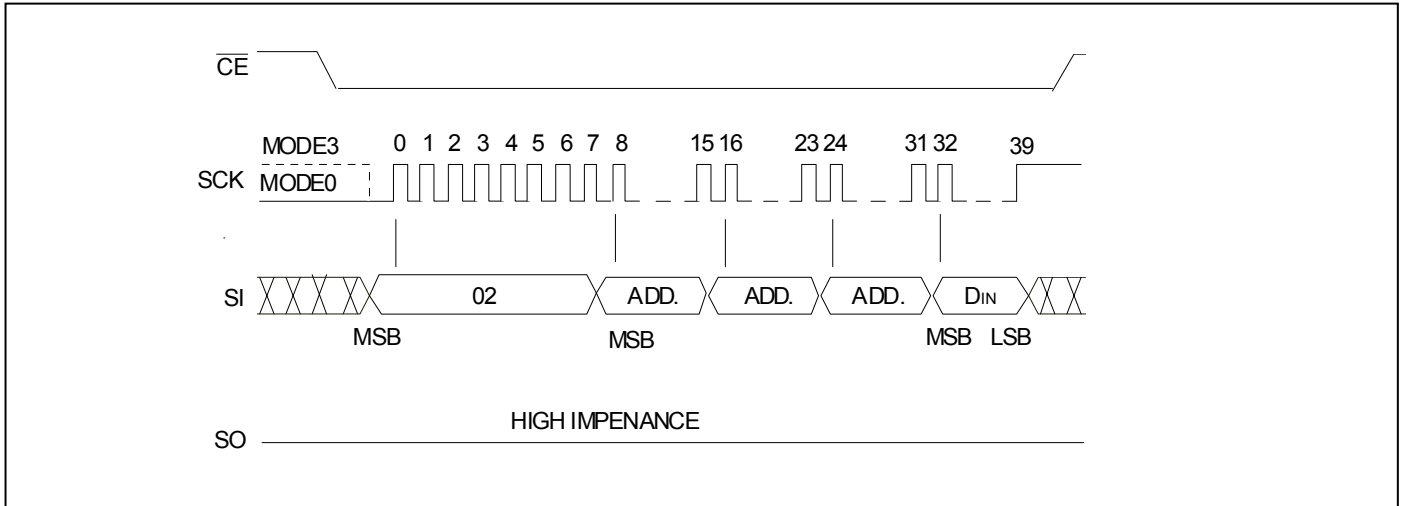 CE
MODE3 0 1 2 3 4 5 6 7 8 15 16 23 24 31 32 39
SCK MODE0
SI 02 ADD. ADD. ADD. DIN
MSB MSB MSB LSB
HIGH IMPENANCE
SO